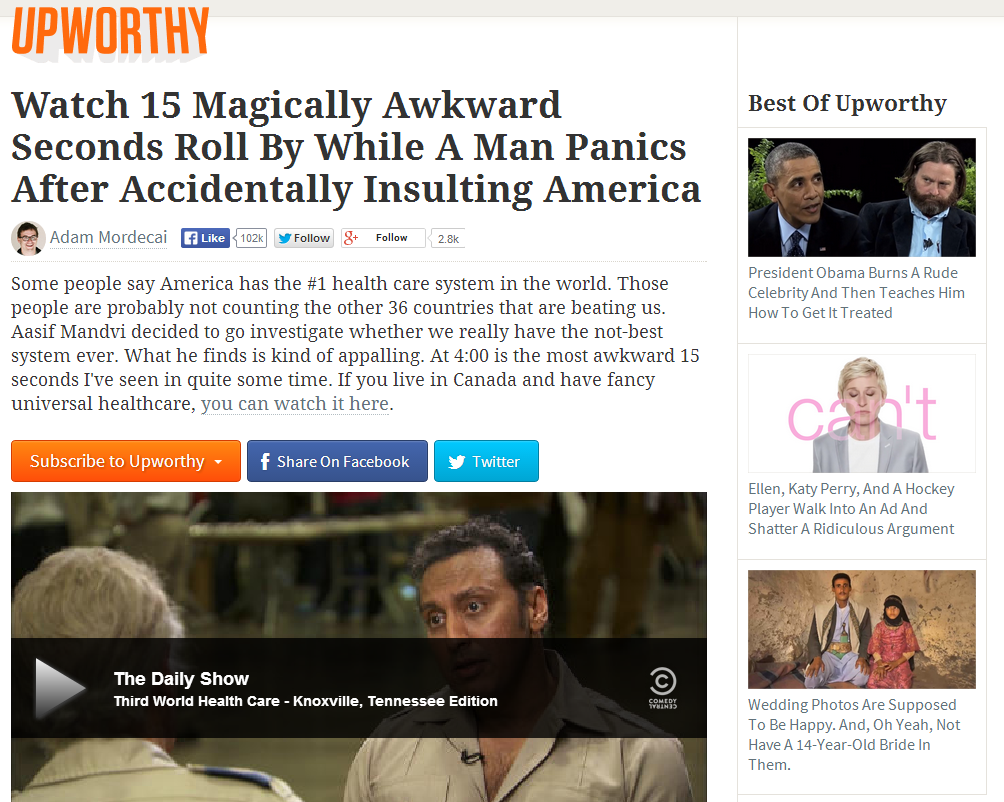 UPWORTHY
Watch 15 Magically Awkward
Seconds Roll By While A Man Panics
After Accidentally Insulting America
Adam Mordecai
Like
102k
Follow
g+ Follow
2.8k
Some people say America has the #1 health care system in the world. Those
people are probably not counting the other 36 countries that are beating us.
Aasif Mandvi decided to go investigate whether we really have the not-best
system ever. What he finds is kind of appalling. At 4:00 is the most awkward 15
seconds I've seen in quite some time. If you live in Canada and have fancy
universal healthcare, you can watch it here.
Subscribe to Upworthy
f Share On Facebook
Twitter
The Daily Show
Third World Health Care - Knoxville, Tennessee Edition
COMEDY
CENTRAL
Best Of Upworthy
President Obama Burns A Rude
Celebrity And Then Teaches Him
How To Get It Treated
can't
Ellen, Katy Perry, And A Hockey
Player Walk Into An Ad And
Shatter A Ridiculous Argument
Wedding Photos Are Supposed
To Be Happy. And, Oh Yeah, Not
Have A 14-Year-Old Bride In
Them.